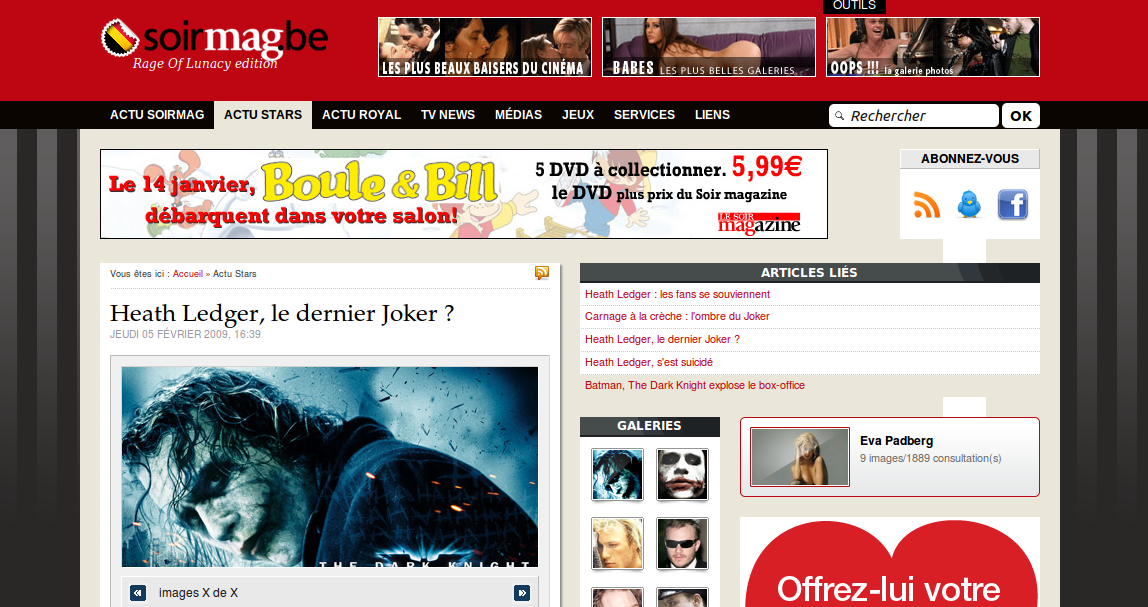 OUTILS
soirmag.be
Rage Of Lunacy edition
LES PLUS BEAUX BAISERS DU CINÉMA
BABES LES PLUS BELLES GALERIES
OOPS !!! la galerie photos
ACTU SOIRMAG
ACTU STARS
ACTU ROYAL
TV NEWS
MÉDIAS
JEUX
SERVICES
LIENS
Rechercher
OK
Le 14 janvier, Boule & Bill
débarquent dans votre salon!
5 DVD à collectionner. 5,99€
le DVD plus prix du Soir magazine
LE SOIR
magazine
ABONNEZ-VOUS
f
Vous êtes ici : Accueil » Actu Stars
Heath Ledger, le dernier Joker ?
JEUDI 05 FÉVRIER 2009, 16:39
THE DARK KNIGHT
images X de X
ARTICLES LIÉS
Heath Ledger : les fans se souviennent
Carnage à la crèche : l'ombre du Joker
Heath Ledger, le dernier Joker ?
Heath Ledger, s'est suicidé
Batman, The Dark Knight explose le box-office
GALERIES
Eva Padberg
9 images/1889 consultation(s)
Offrez-lui votre